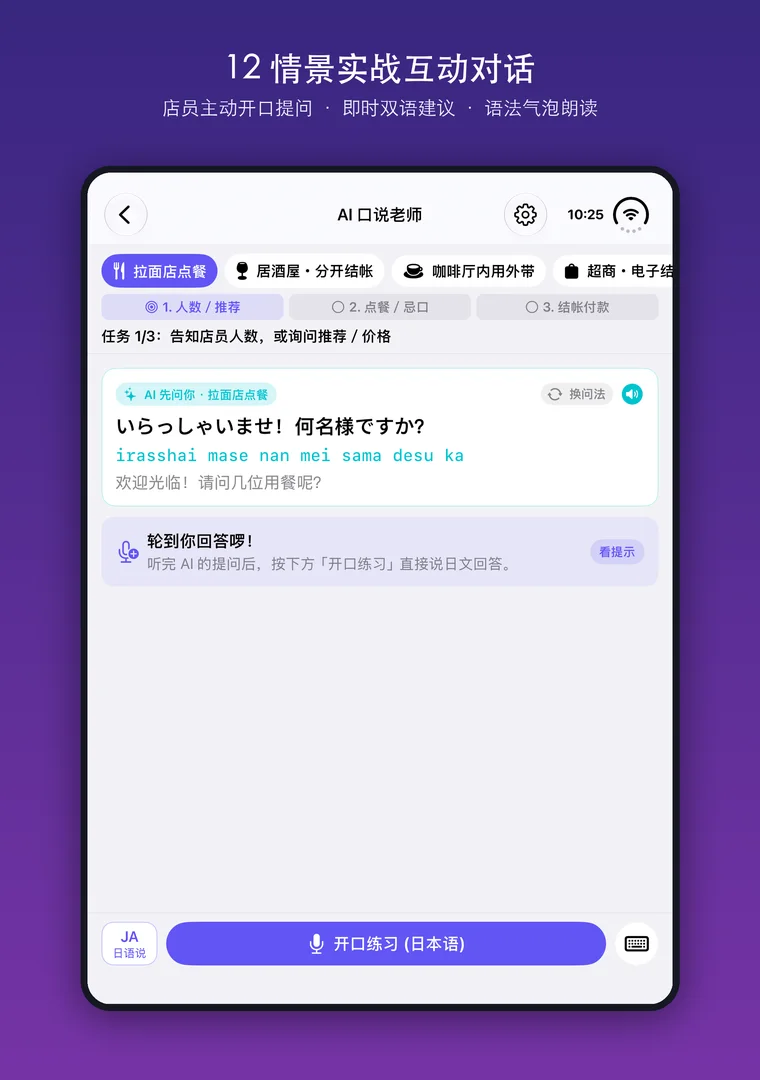 12 情景实战互动对话
店员主动开口提问 · 即时双语建议 · 语法气泡朗读
AI 口说老师
10:25
拉面店点餐
居酒屋·分开结帐
咖啡厅内用外带
超商·电子结
1. 人数 / 推荐
2. 点餐 / 忌口
3. 结帐付款
任务 1/3：告知店员人数，或询问推荐 / 价格
AI 先问你 · 拉面店点餐
换问法
いらっしゃいませ！何名様ですか？
irasshai mase nan mei sama desu ka
欢迎光临！请问几位用餐呢？
轮到你回答啰！
听完 AI 的提问后，按下方「开口练习」直接说日文回答。
看提示
JA
日语说
开口练习 (日本语)